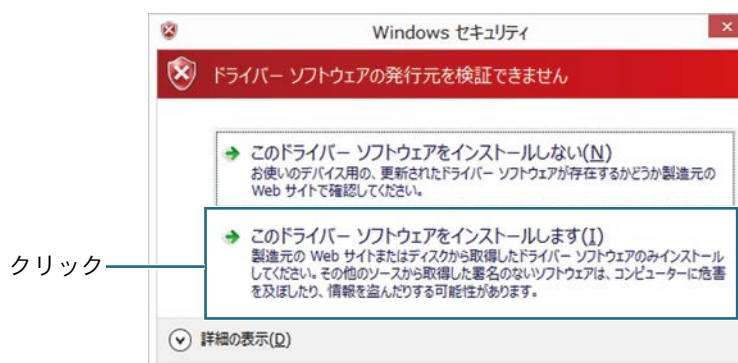 Windows セキュリティ
ドライバー ソフトウェアの発行元を検証できません
このドライバー ソフトウェアをインストールしない(N)
お使いのデバイス用の、更新されたドライバー ソフトウェアが存在するかどうか製造元の
Web サイトで確認してください。
このドライバー ソフトウェアをインストールします(I)
製造元の Web サイトまたはディスクから取得したドライバー ソフトウェアのみインストール
してください。その他のソースから取得した署名のないソフトウェアは、コンピューターに危害
を及ぼしたり、情報を盗んだりする可能性があります。
クリック
詳細の表示(D)